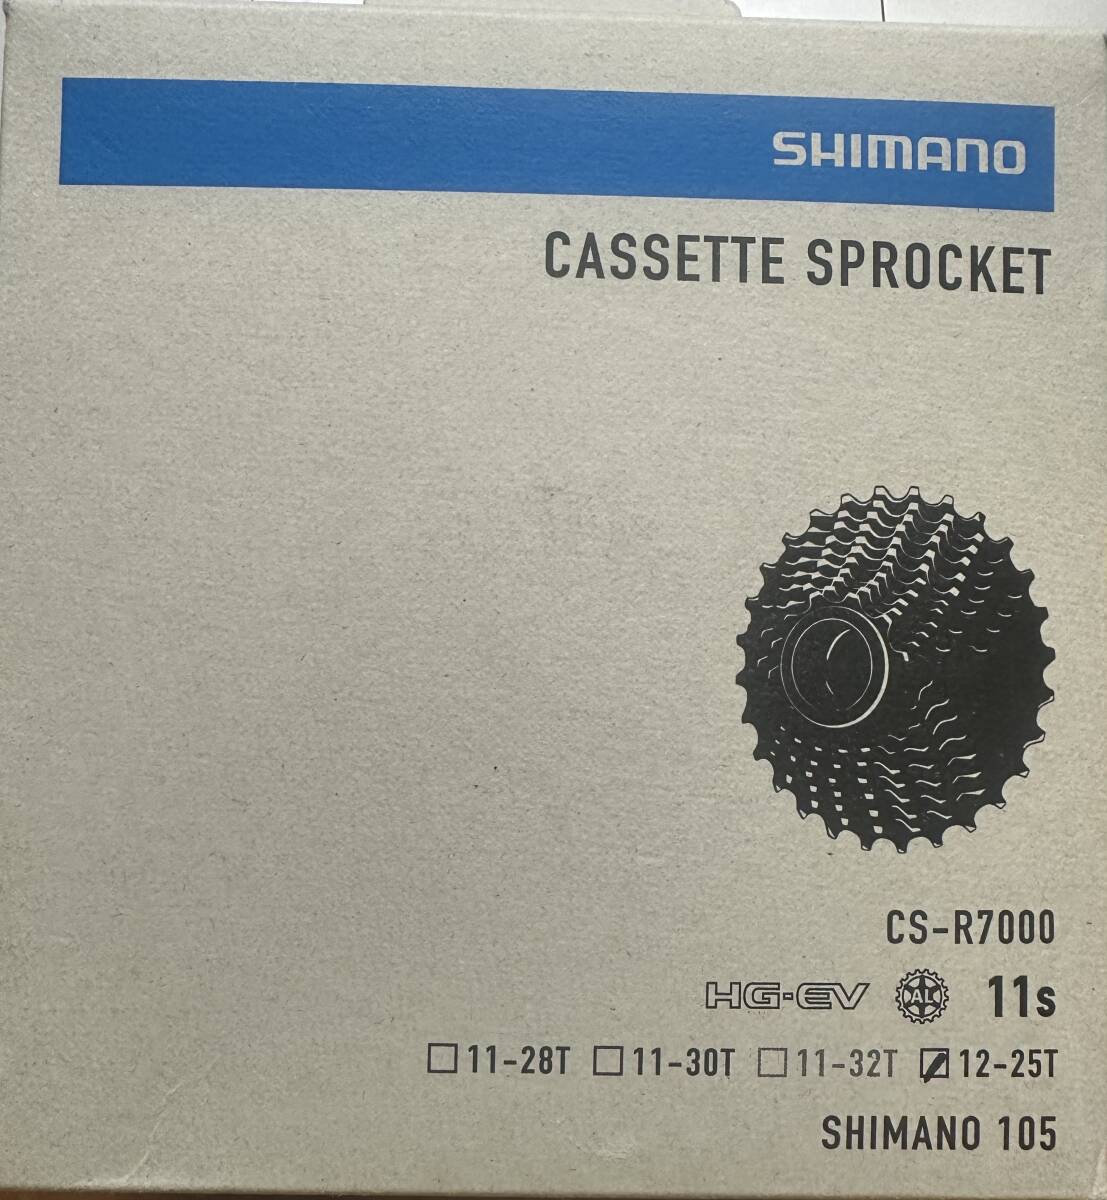 SHIMANO
CASSETTE SPROCKET
CS-R7000
HG-EV AL 11s
11-28T 11-30T 11-32T 12-25T
SHIMANO 105